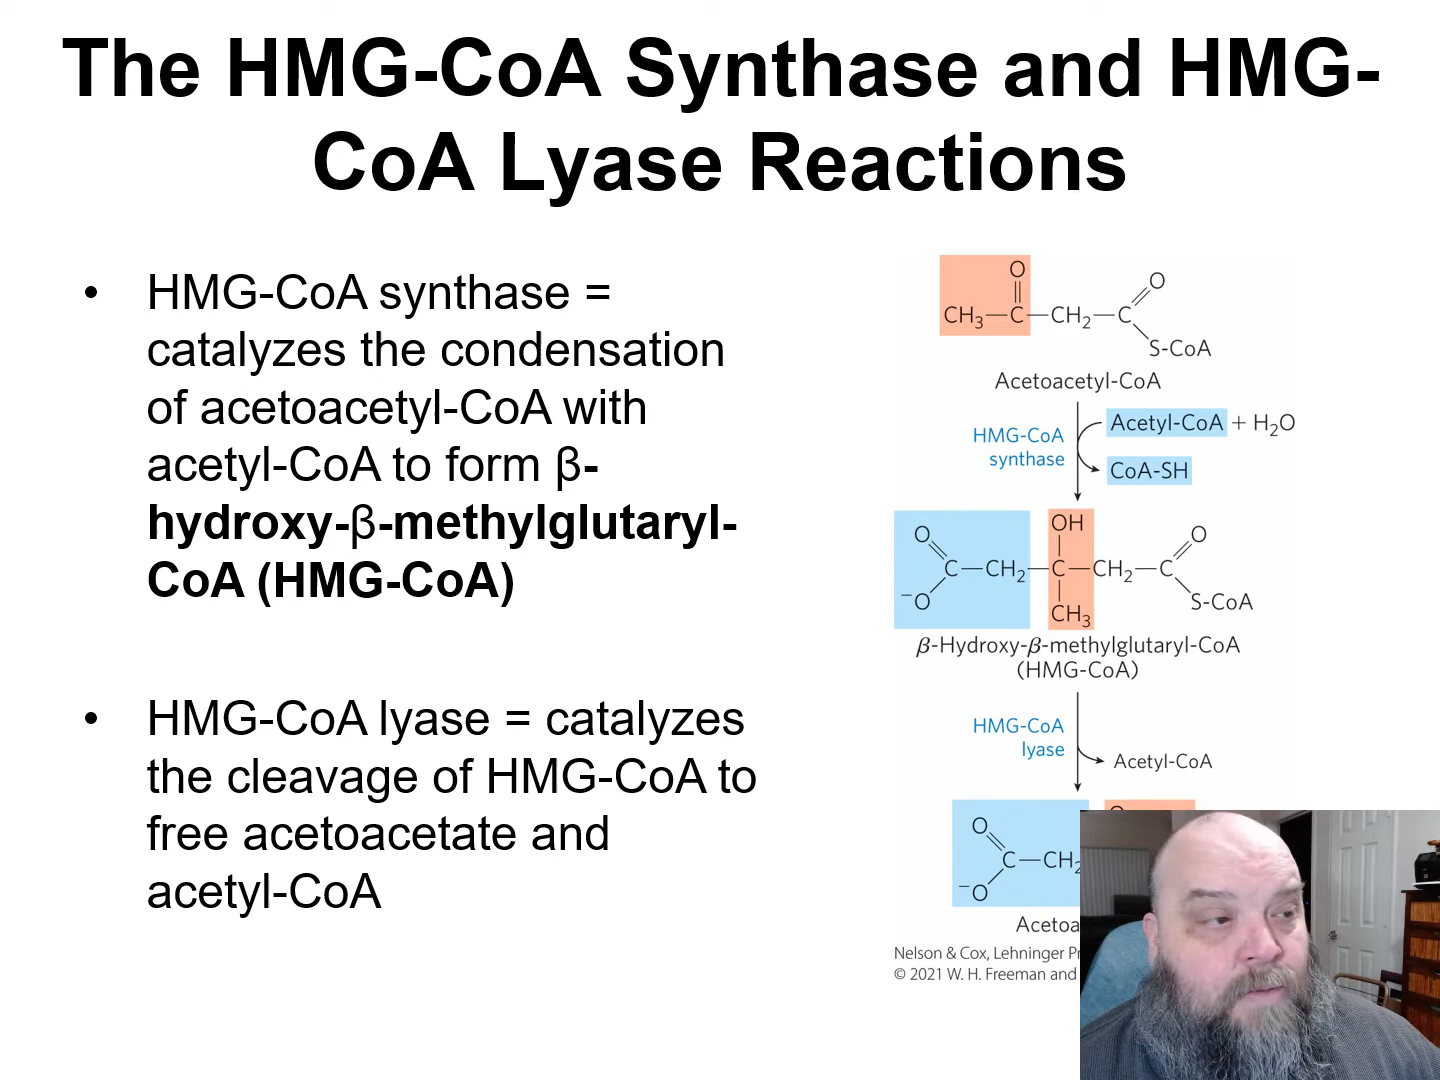 The HMG-CoA Synthase and HMG-
CoA Lyase Reactions
• HMG-CoA synthase =
catalyzes the condensation
of acetoacetyl-CoA with
acetyl-CoA to form β-
hydroxy-β-methylglutaryl-
CoA (HMG-CoA)
• HMG-CoA lyase = catalyzes
the cleavage of HMG-CoA to
free acetoacetate and
acetyl-CoA
O
O
CH₃—C—CH₂—C
S-CoA
Acetoacetyl-CoA
HMG-CoA
synthase
Acetyl-CoA + H₂O
CoA-SH
OH
O
O
C—CH₂—C—CH₂—C
⁻O
S-CoA
CH₃
β-Hydroxy-β-methylglutaryl-CoA
(HMG-CoA)
HMG-CoA
lyase
Acetyl-CoA
O
C—CH₂
⁻O
Nelson & Cox, Lehninger
© 2021 W. H. Freeman and